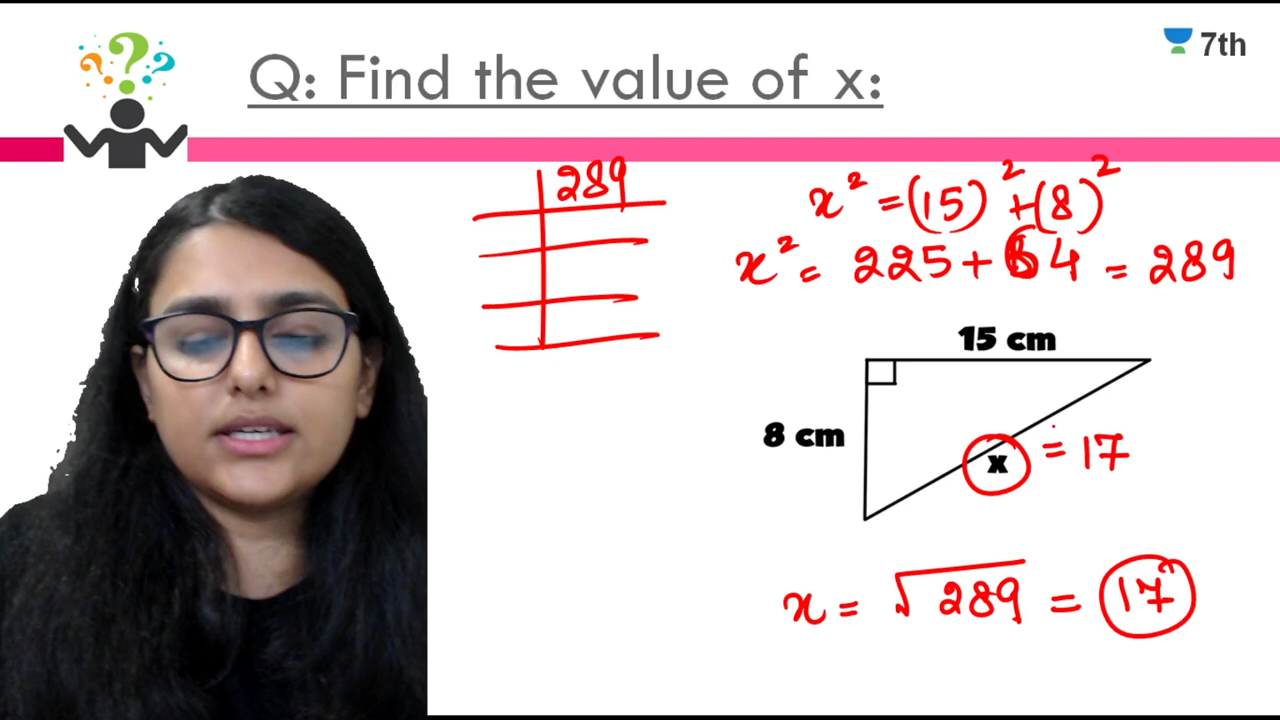 7th
Q: Find the value of x:
289
x² = (15)² + (8)²
x² = 225 + 64 = 289
15 cm
8 cm
x = 17
x = √289 = 17